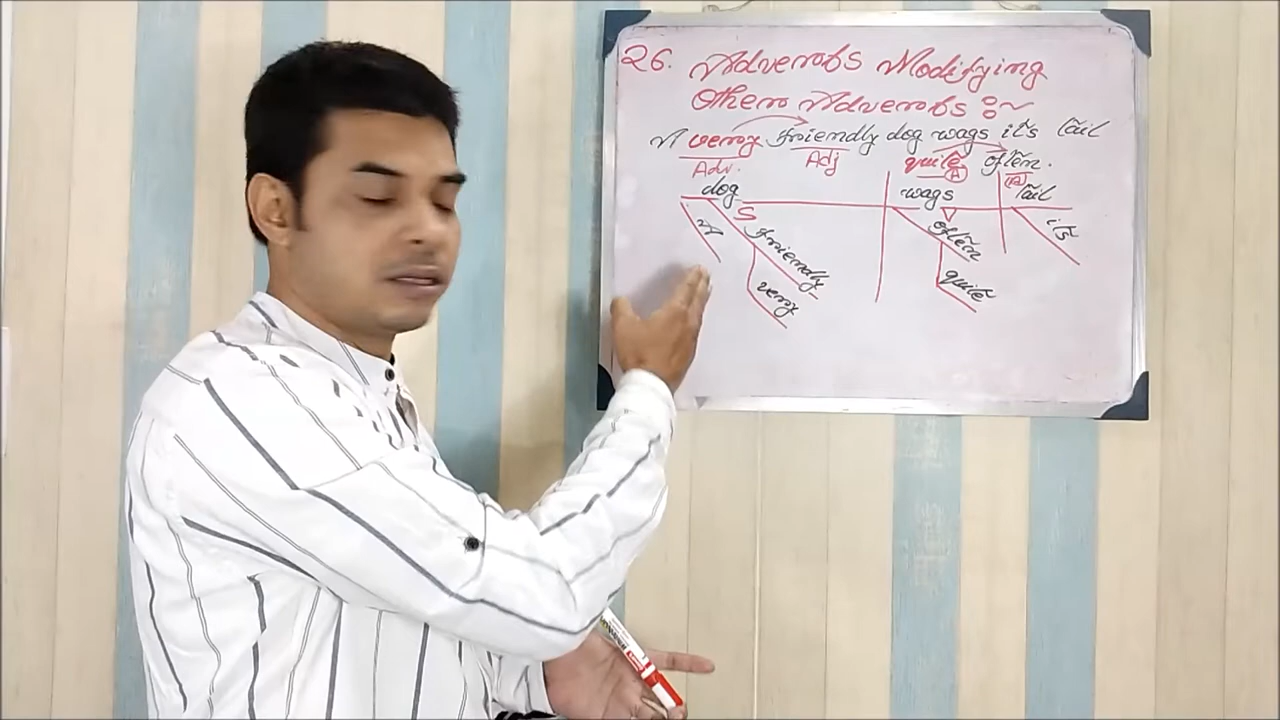 26. Adverbs Modifying
Other Adverbs :~
A very friendly dog wags it's tail
Adv. Adj quite often.
A
dog wags tail
S V
A friendly often it's
very quite